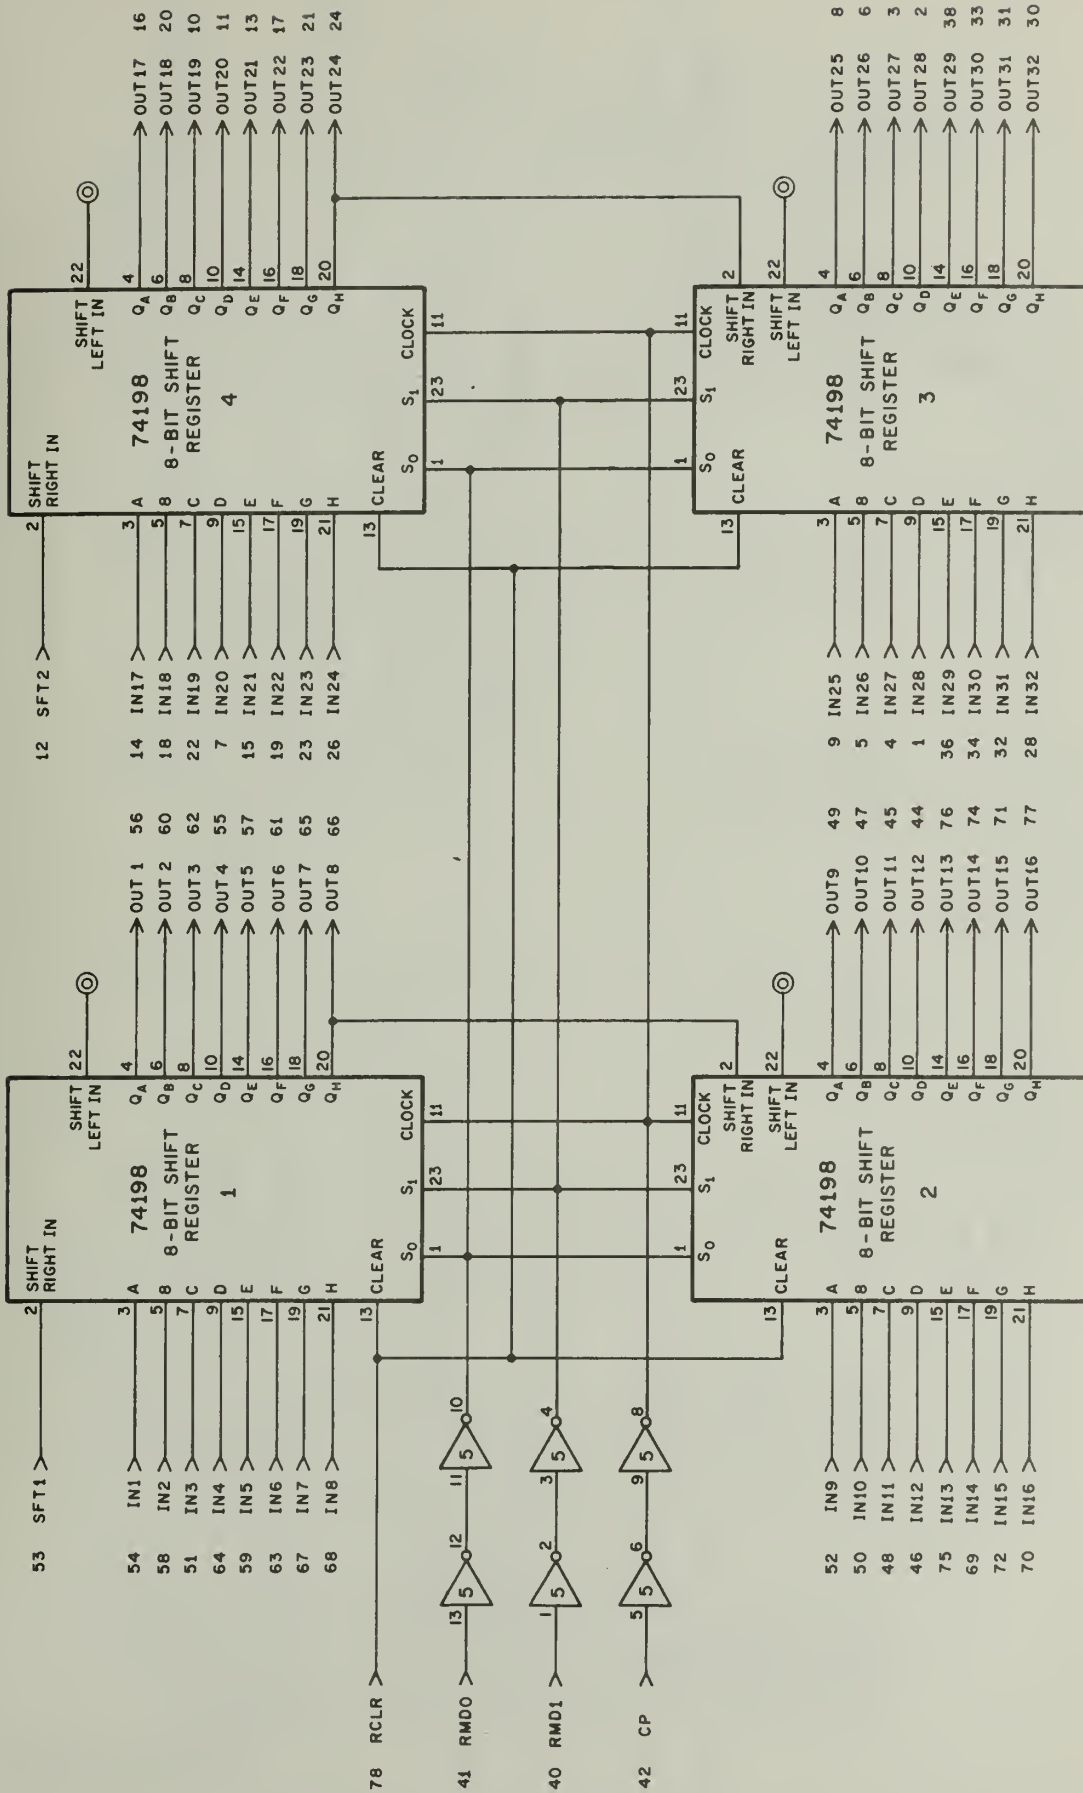 53 SFT1
2 SHIFT
RIGHT IN
SHIFT
LEFT IN
22
54 IN1 3 A
58 IN2 5 B
51 IN3 7 C
64 IN4 9 D
59 IN5 15 E
63 IN6 17 F
67 IN7 19 G
68 IN8 21 H
74198
8-BIT SHIFT
REGISTER
1
QA 4 OUT1 56
QB 6 OUT2 60
QC 8 OUT3 62
QD 10 OUT4 55
QE 14 OUT5 57
QF 16 OUT6 61
QG 18 OUT7 65
QH 20 OUT8 66
13 CLEAR
S0 S1 CLOCK
1 23 11
12 SFT2
2 SHIFT
RIGHT IN
SHIFT
LEFT IN
22
14 IN17 3 A
18 IN18 5 B
22 IN19 7 C
7 IN20 9 D
15 IN21 15 E
19 IN22 17 F
23 IN23 19 G
26 IN24 21 H
74198
8-BIT SHIFT
REGISTER
4
QA 4 OUT17 16
QB 6 OUT18 20
QC 8 OUT19 10
QD 10 OUT20 11
QE 14 OUT21 13
QF 16 OUT22 17
QG 18 OUT23 21
QH 20 OUT24 24
13 CLEAR
S0 S1 CLOCK
1 23 11
78 RCLR
41 RMD0 13 5 12 11 5 10
40 RMD1 1 5 2 3 5 4
42 CP 5 5 6 9 5 8
1 23 11
S0 S1 CLOCK
13 CLEAR
SHIFT
RIGHT IN
2
SHIFT
LEFT IN
22
52 IN9 3 A
50 IN10 5 B
48 IN11 7 C
46 IN12 9 D
75 IN13 15 E
69 IN14 17 F
72 IN15 19 G
70 IN16 21 H
74198
8-BIT SHIFT
REGISTER
2
QA 4 OUT9 49
QB 6 OUT10 47
QC 8 OUT11 45
QD 10 OUT12 44
QE 14 OUT13 76
QF 16 OUT14 74
QG 18 OUT15 71
QH 20 OUT16 77
1 23 11
S0 S1 CLOCK
13 CLEAR
SHIFT
RIGHT IN
2
SHIFT
LEFT IN
22
9 IN25 3 A
5 IN26 5 B
4 IN27 7 C
1 IN28 9 D
36 IN29 15 E
34 IN30 17 F
32 IN31 19 G
28 IN32 21 H
74198
8-BIT SHIFT
REGISTER
3
QA 4 OUT25 8
QB 6 OUT26 6
QC 8 OUT27 3
QD 10 OUT28 2
QE 14 OUT29 38
QF 16 OUT30 33
QG 18 OUT31 31
QH 20 OUT32 30